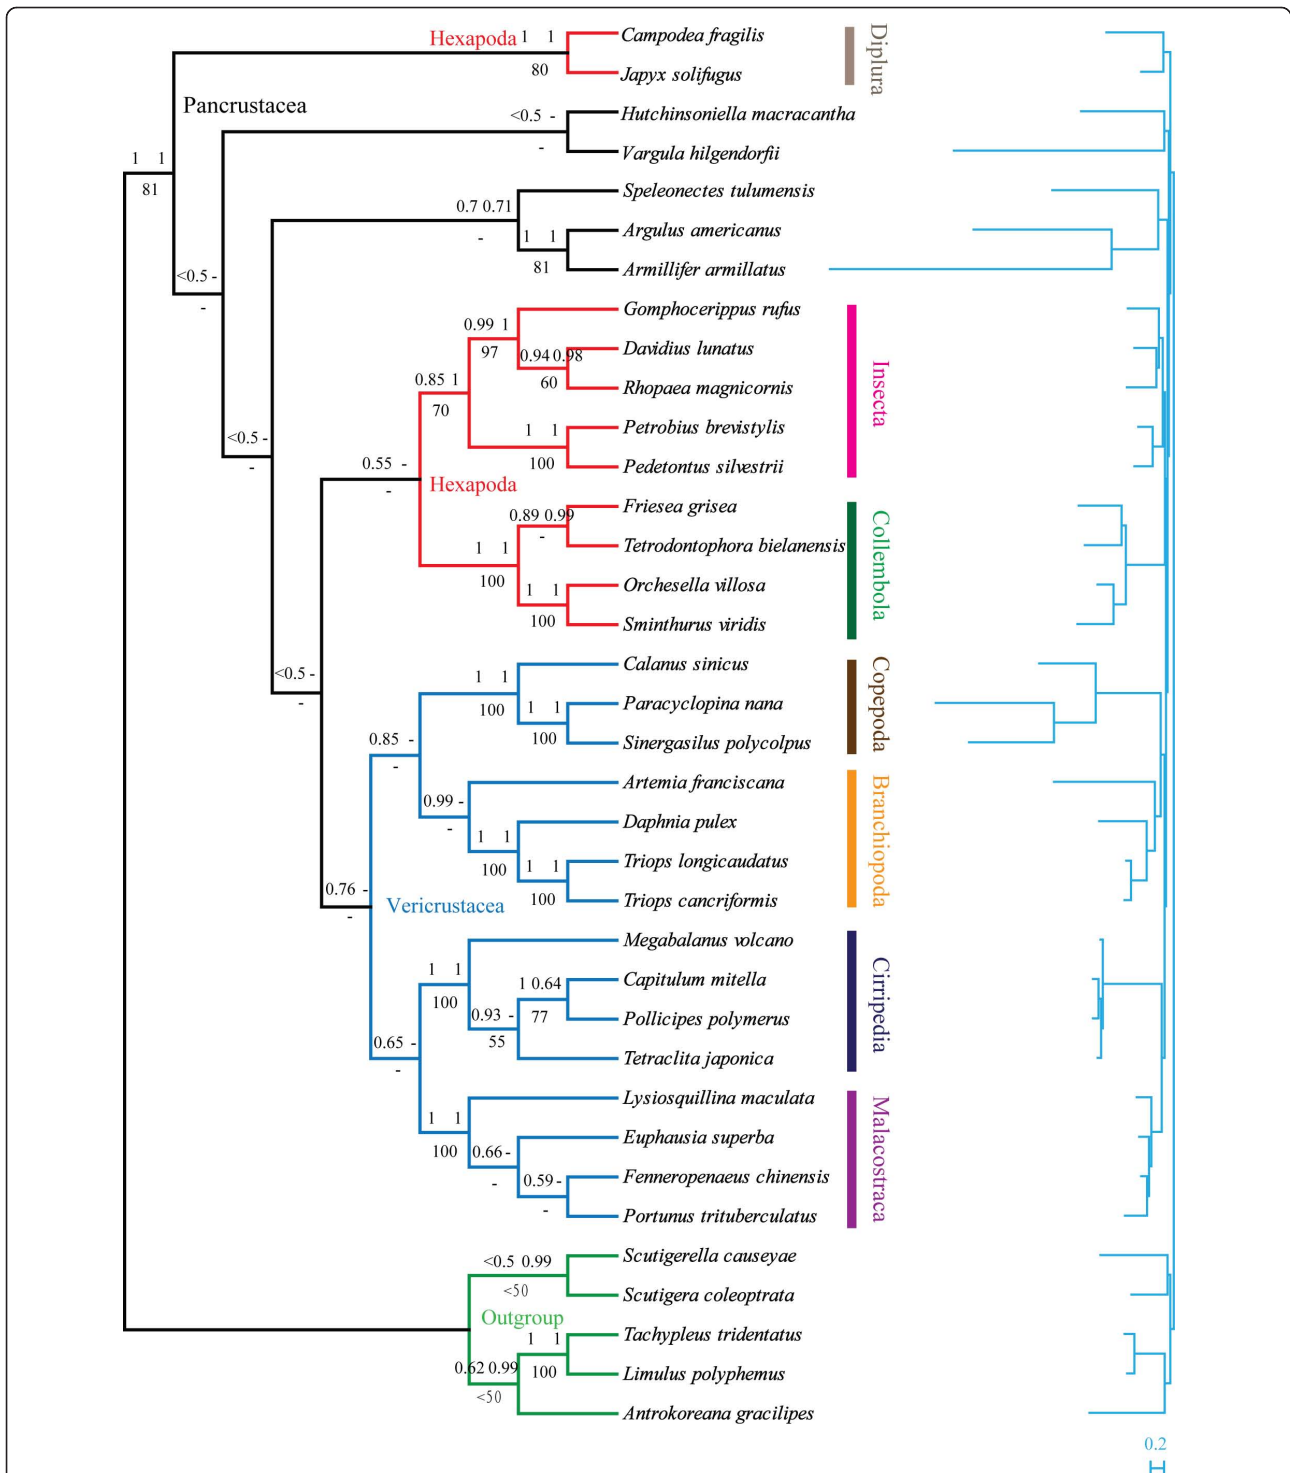 Hexapoda 1 1
80
Campodea fragilis
Japyx solifugus
Diplura
Pancrustacea
1 1
81
<0.5 -
-
Hutchinsoniella macracantha
Vargula hilgendorfii
<0.5 -
-
0.7 0.71
-
Speleonectes tulumensis
1 1
81
Argulus americanus
Armillifer armillatus
<0.5 -
-
0.55 -
-
Hexapoda
0.85 1
70
0.99 1
97
Gomphocerippus rufus
0.94 0.98
60
Davidius lunatus
Rhopaea magnicornis
1 1
100
Petrobius brevistylis
Pedetontus silvestrii
Insecta
1 1
100
0.89 0.99
-
Friesea grisea
Tetrodontophora bielanensis
1 1
100
Orchesella villosa
Sminthurus viridis
Collembola
<0.5 -
-
0.76 -
-
Vericrustacea
0.85 -
-
1 1
100
Calanus sinicus
1 1
100
Paracyclopina nana
Sinergasilus polycolpus
Copepoda
0.99 -
-
Artemia franciscana
1 1
100
Daphnia pulex
1 1
100
Triops longicaudatus
Triops cancriformis
Branchiopoda
0.65 -
-
1 1
100
Megabalanus volcano
0.93 -
55
1 0.64
77
Capitulum mitella
Pollicipes polymerus
Tetraclita japonica
Cirripedia
1 1
100
Lysiosquillina maculata
0.66 -
-
Euphausia superba
0.59 -
-
Fenneropenaeus chinensis
Portunus trituberculatus
Malacostraca
<0.5 0.99
<50
Scutigerella causeyae
Scutigera coleoptrata
Outgroup
0.62 0.99
<50
1 1
100
Tachypleus tridentatus
Limulus polyphemus
Antrokoreana gracilipes
0.2